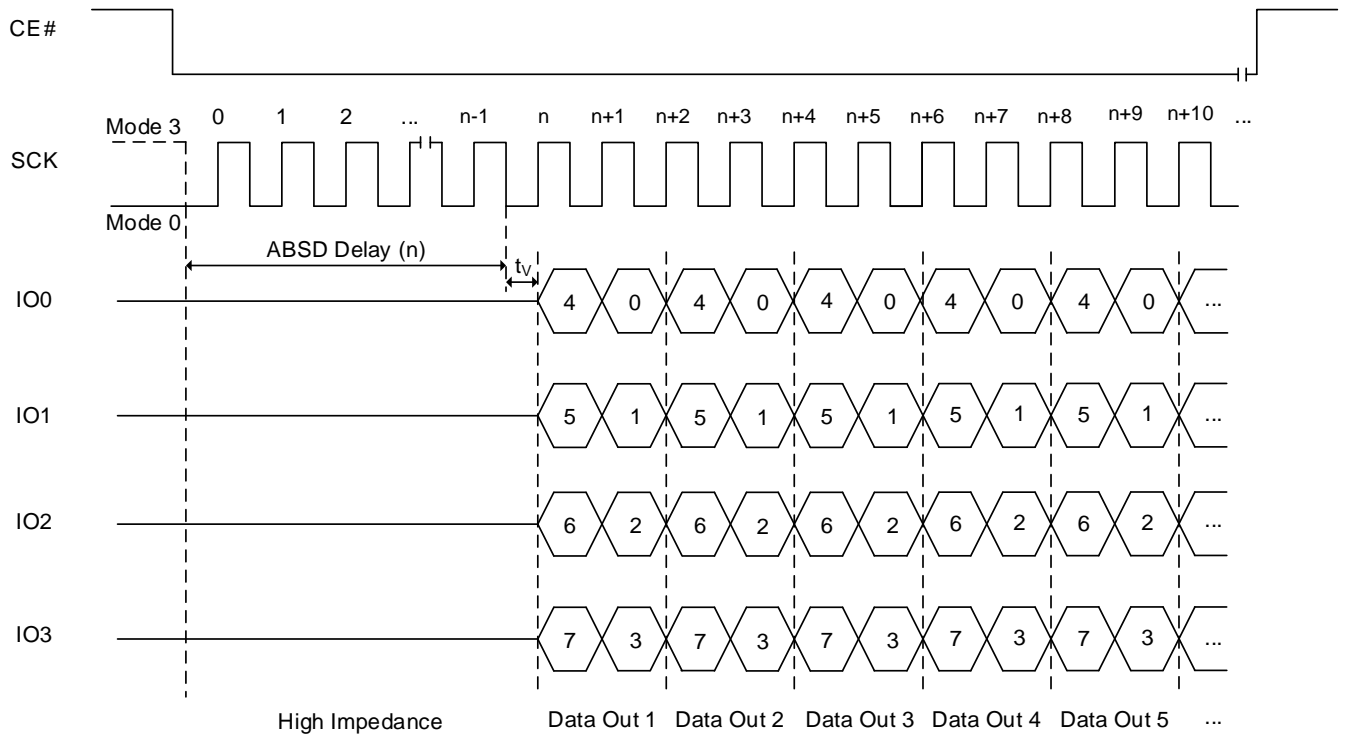 CE#
0 1 2 ... n-1 n n+1 n+2 n+3 n+4 n+5 n+6 n+7 n+8 n+9 n+10 ...
Mode 3
SCK
Mode 0
ABSD Delay (n)
tV
IO0 4 0 4 0 4 0 4 0 4 0 ...
IO1 5 1 5 1 5 1 5 1 5 1 ...
IO2 6 2 6 2 6 2 6 2 6 2 ...
IO3 7 3 7 3 7 3 7 3 7 3 ...
High Impedance Data Out 1 Data Out 2 Data Out 3 Data Out 4 Data Out 5 ...